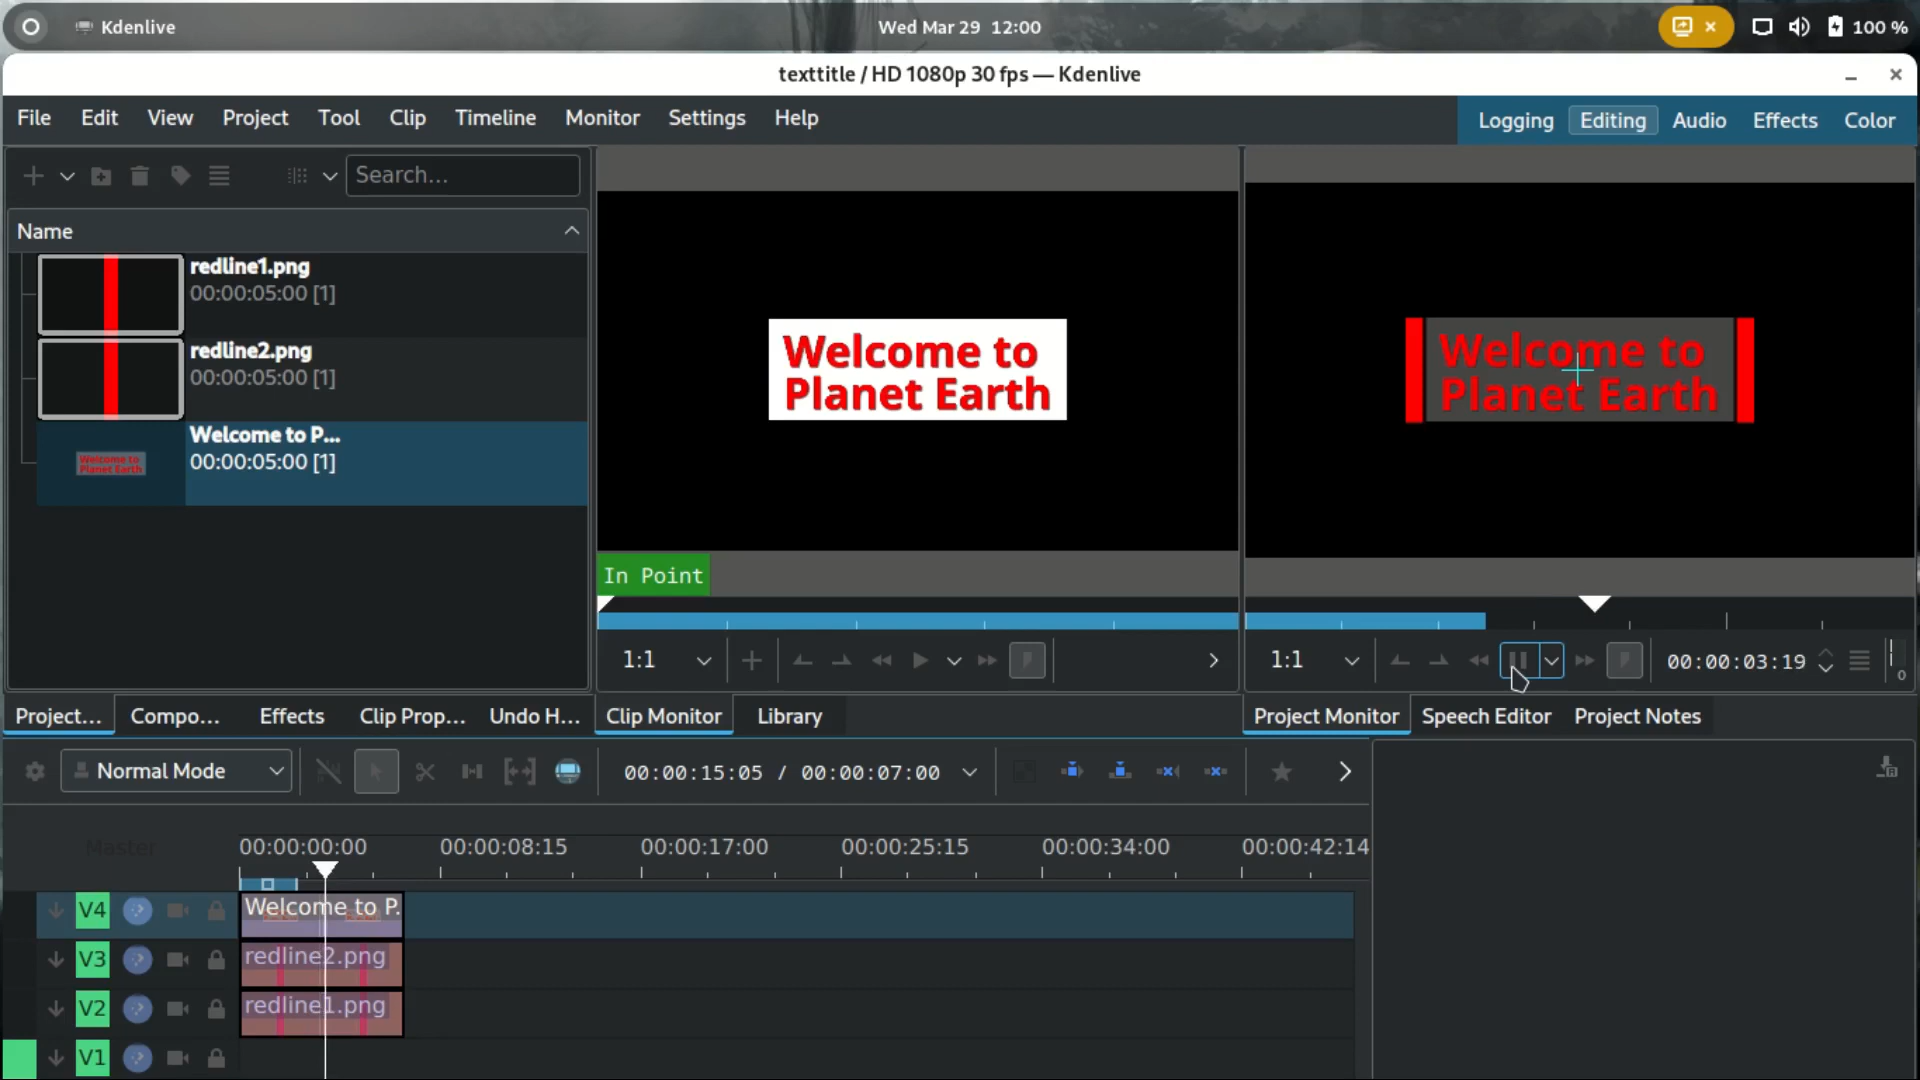 Kdenlive
Wed Mar 29 12:00
100 %
texttitle / HD 1080p 30 fps — Kdenlive
File Edit View Project Tool Clip Timeline Monitor Settings Help
Logging Editing Audio Effects Color
Search...
Name
redline1.png
00:00:05:00 [1]
redline2.png
00:00:05:00 [1]
Welcome to P...
00:00:05:00 [1]
Welcome to
Planet Earth
Welcome to
Planet Earth
Welcome to
Planet Earth
In Point
1:1
1:1
00:00:03:19
0
Project... Compo... Effects Clip Prop... Undo H...
Clip Monitor Library
Project Monitor Speech Editor Project Notes
Normal Mode
00:00:15:05 / 00:00:07:00
Master
00:00:00:00 00:00:08:15 00:00:17:00 00:00:25:15 00:00:34:00 00:00:42:14
V4
Welcome to P.
V3
redline2.png
V2
redline1.png
V1